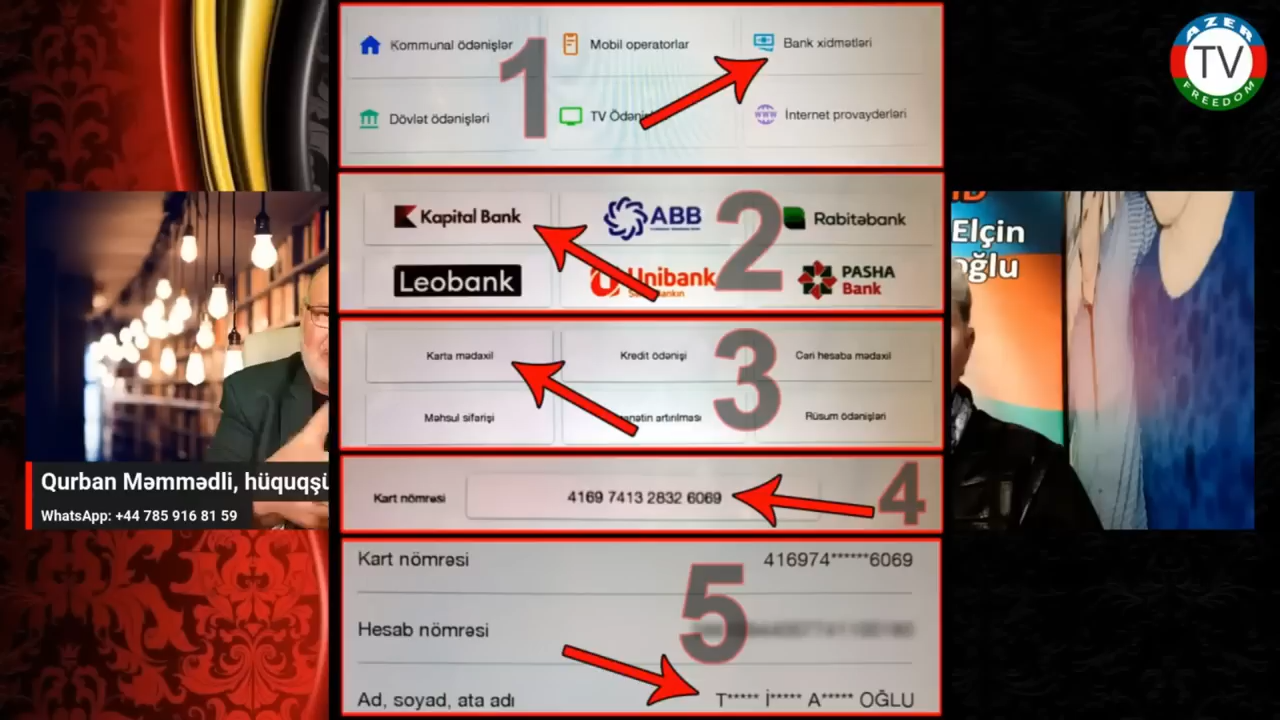 AZER
TV
FREEDOM
Kommunal ödənişlər
Mobil operatorlar
Bank xidmətləri
Dövlət ödənişləri
TV
www
İnternet provayderləri
1
Kapital Bank
ABB
Rabitəbank
Leobank
Unibank
PASHA
Bank
2
Karta mədaxil
Kredit ödənişi
Cari hesaba mədaxil
Məhsul sifarişi
artırılması
Rüsum ödənişləri
3
Kart nömrəsi
4169 7413 2832 6069
4
Kart nömrəsi
416974******6069
Hesab nömrəsi
Ad, soyad, ata adı
T***** İ***** A***** OĞLU
5
Qurban Məmmədli, hüquqşü
WhatsApp: +44 785 916 81 59
Elçin
oğlu